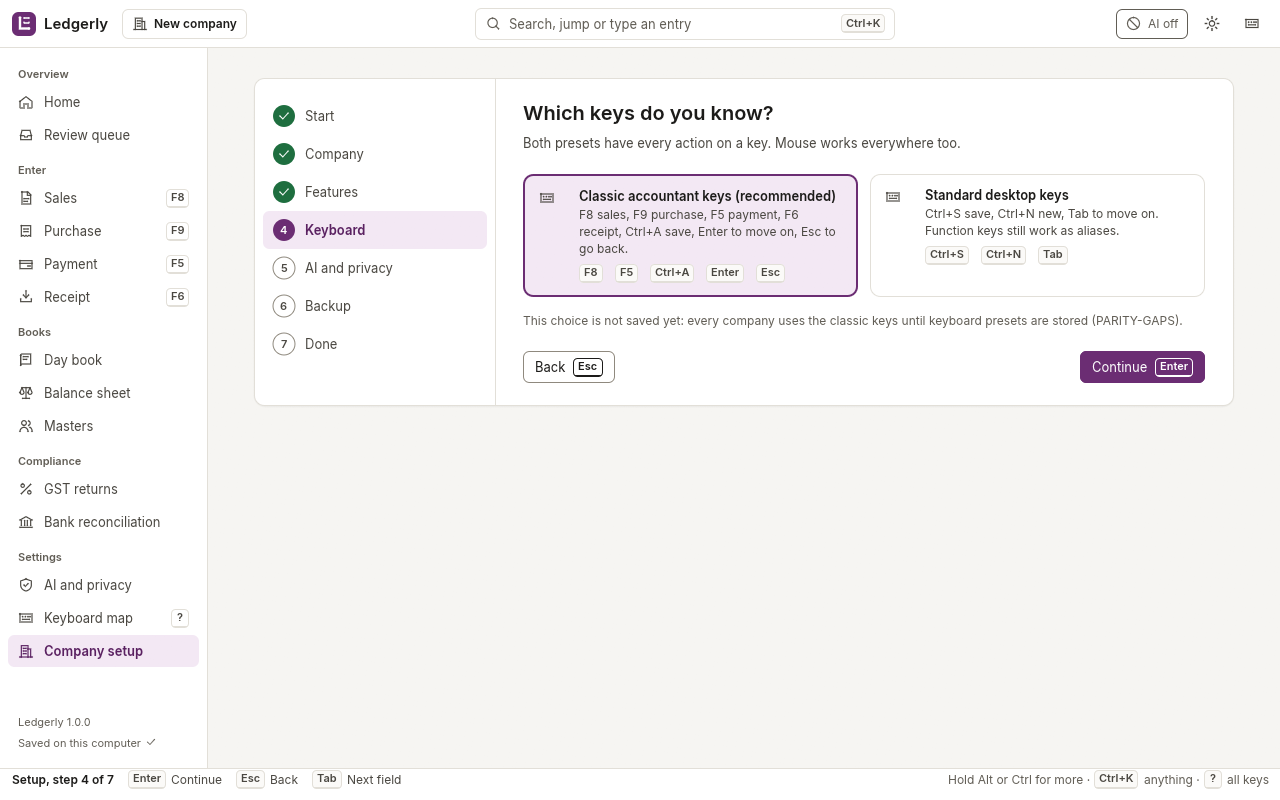 Ledgerly
New company
Search, jump or type an entry
Ctrl+K
AI off
Overview
Home
Review queue
Enter
Sales F8
Purchase F9
Payment F5
Receipt F6
Books
Day book
Balance sheet
Masters
Compliance
GST returns
Bank reconciliation
Settings
AI and privacy
Keyboard map ?
Company setup
Ledgerly 1.0.0
Saved on this computer
Start
Company
Features
4 Keyboard
5 AI and privacy
6 Backup
7 Done
Which keys do you know?
Both presets have every action on a key. Mouse works everywhere too.
Classic accountant keys (recommended)
F8 sales, F9 purchase, F5 payment, F6
receipt, Ctrl+A save, Enter to move on, Esc to
go back.
F8 F5 Ctrl+A Enter Esc
Standard desktop keys
Ctrl+S save, Ctrl+N new, Tab to move on.
Function keys still work as aliases.
Ctrl+S Ctrl+N Tab
This choice is not saved yet: every company uses the classic keys until keyboard presets are stored (PARITY-GAPS).
Back Esc
Continue Enter
Setup, step 4 of 7 Enter Continue Esc Back Tab Next field
Hold Alt or Ctrl for more · Ctrl+K anything · ? all keys